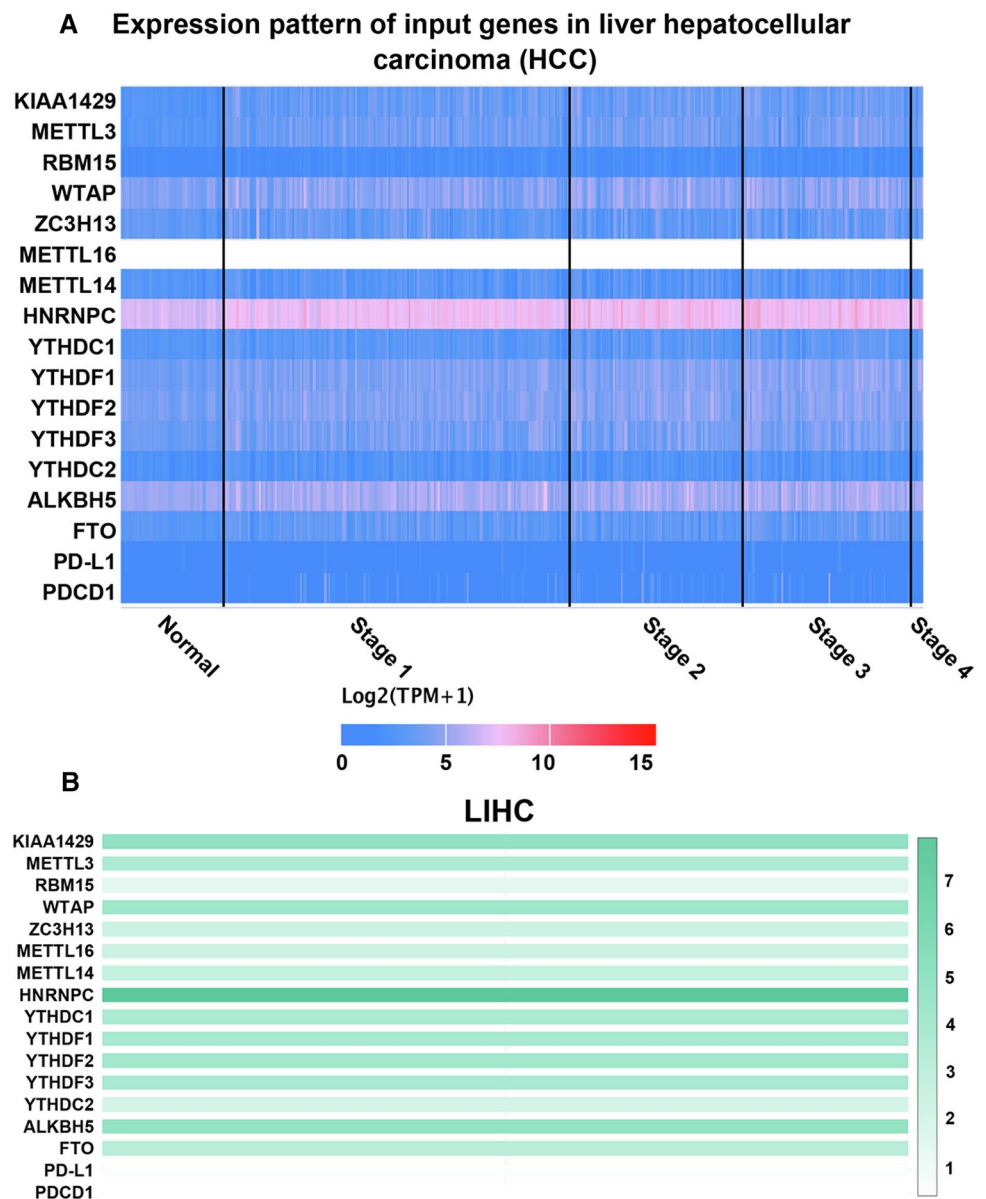 A Expression pattern of input genes in liver hepatocellular
carcinoma (HCC)
KIAA1429
METTL3
RBM15
WTAP
ZC3H13
METTL16
METTL14
HNRNPC
YTHDC1
YTHDF1
YTHDF2
YTHDF3
YTHDC2
ALKBH5
FTO
PD-L1
PDCD1
Normal
Stage 1
Stage 2
Stage 3
Stage 4
Log2(TPM+1)
0 5 10 15
B
LIHC
KIAA1429
METTL3
RBM15
WTAP
ZC3H13
METTL16
METTL14
HNRNPC
YTHDC1
YTHDF1
YTHDF2
YTHDF3
YTHDC2
ALKBH5
FTO
PD-L1
PDCD1
7
6
5
4
3
2
1